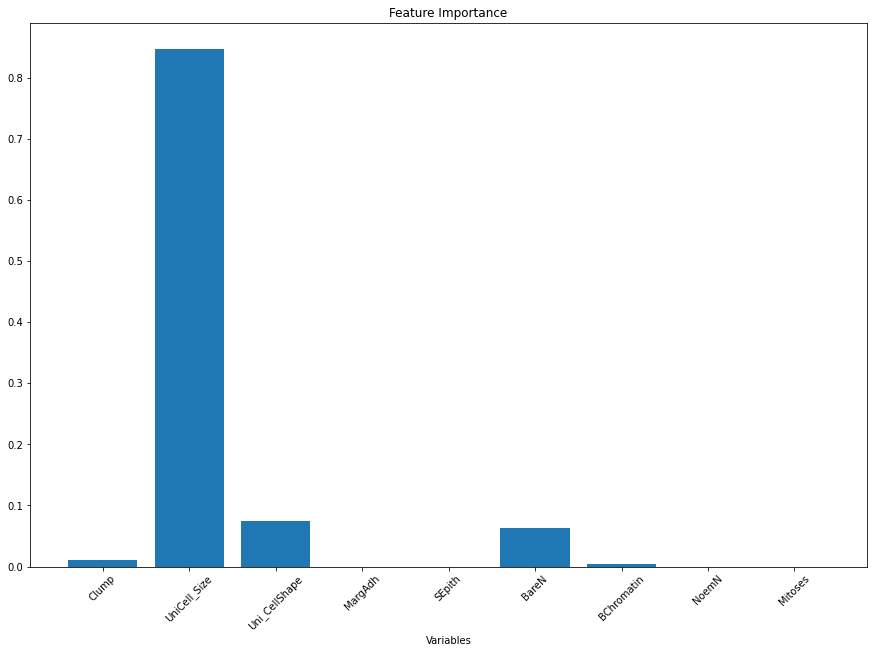 Feature Importance
0.8
0.7
0.6
0.5
0.4
0.3
0.2
0.1
0.0
Clump
UniCell_Size
Uni_CellShape
MargAdh
SEpith
BareN
BChromatin
NoemN
Mitoses
Variables